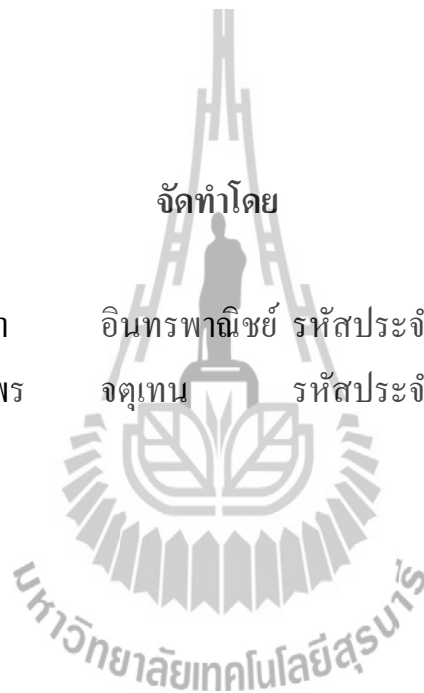 จัดทำโดย
า อินทรพาณิชย์ รหัสประจำ
พร จตุเทน รหัสประจำ
มหาวิทยาลัยเทคโนโลยีสุรนารี